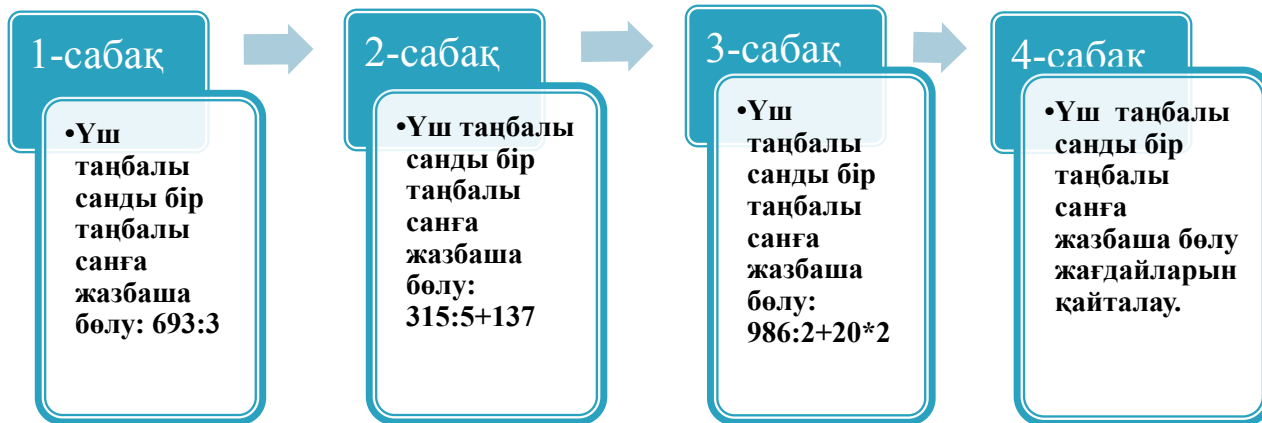 1-сабақ
•Үш
таңбалы
санды бір
таңбалы
санға
жазбаша
бөлу: 693:3
2-сабақ
•Үш таңбалы
санды бір
таңбалы
санға
жазбаша
бөлу:
315:5+137
3-сабақ
•Үш
таңбалы
санды бір
таңбалы
санға
жазбаша
бөлу:
986:2+20*2
4-сабақ
•Үш таңбалы
санды бір
таңбалы
санға
жазбаша бөлу
жағдайларын
қайталау.